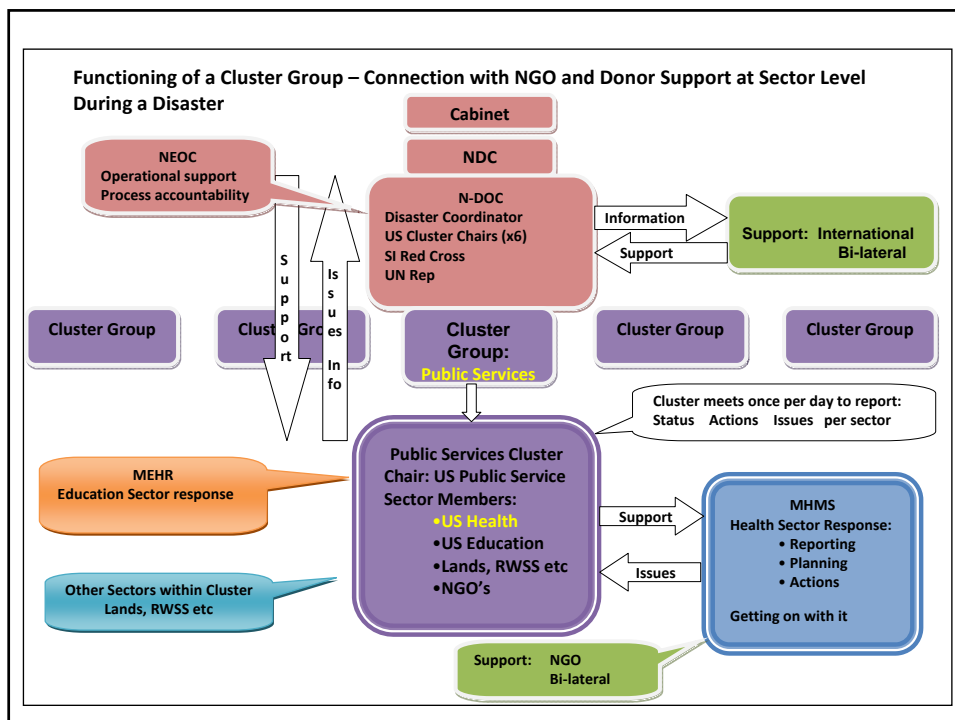 Functioning of a Cluster Group – Connection with NGO and Donor Support at Sector Level
During a Disaster
Cabinet
NDC
NEOC
Operational support
Process accountability
N-DOC
Disaster Coordinator
US Cluster Chairs (x6)
SI Red Cross
UN Rep
Information
Support
Support: International
Bi-lateral
Support
Issues Info
Cluster Group
Cluster Group
Cluster
Group:
Public Services
Cluster Group
Cluster Group
Cluster meets once per day to report:
Status Actions Issues per sector
MEHR
Education Sector response
Public Services Cluster
Chair: US Public Service
Sector Members:
•US Health
•US Education
•Lands, RWSS etc
•NGO's
Support
Issues
MHMS
Health Sector Response:
• Reporting
• Planning
• Actions
Getting on with it
Other Sectors within Cluster
Lands, RWSS etc
Support: NGO
Bi-lateral